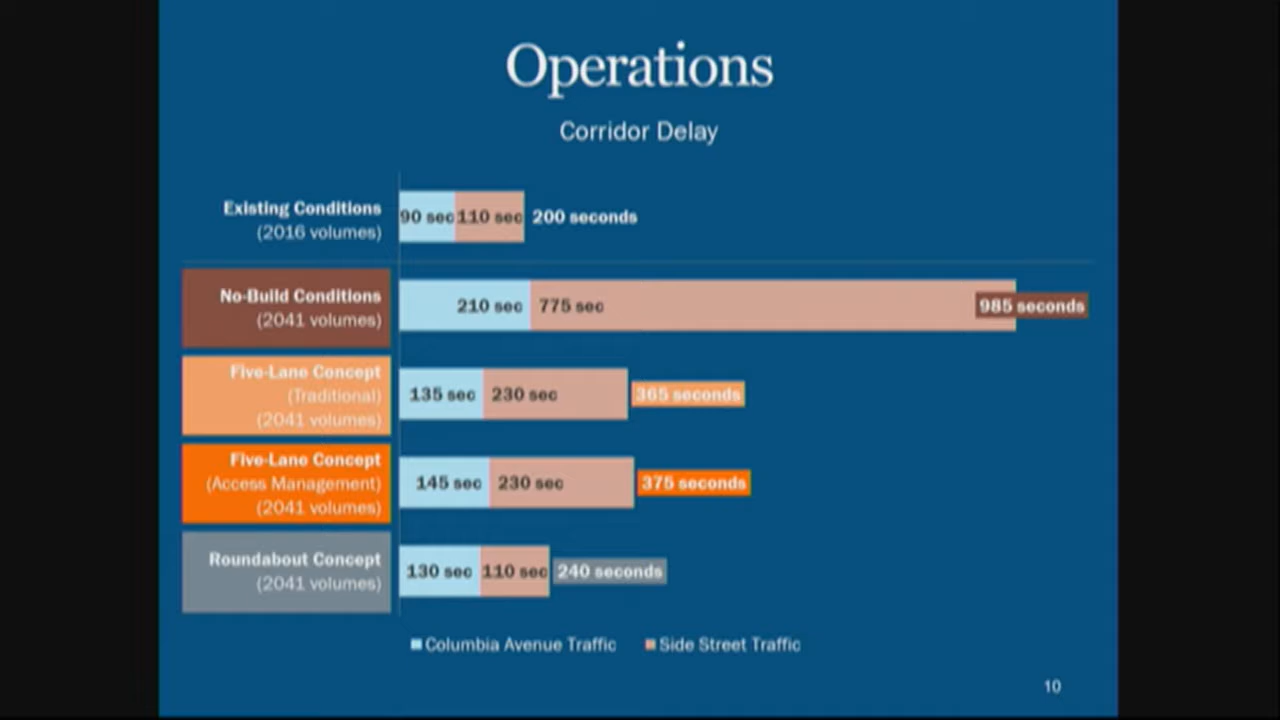 Operations
Corridor Delay
Existing Conditions
(2016 volumes)
90 sec 110 sec 200 seconds
No-Build Conditions
(2041 volumes)
210 sec 775 sec 985 seconds
Five-Lane Concept
(Traditional)
(2041 volumes)
135 sec 230 sec 365 seconds
Five-Lane Concept
(Access Management)
(2041 volumes)
145 sec 230 sec 375 seconds
Roundabout Concept
(2041 volumes)
130 sec 110 sec 240 seconds
Columbia Avenue Traffic Side Street Traffic
10